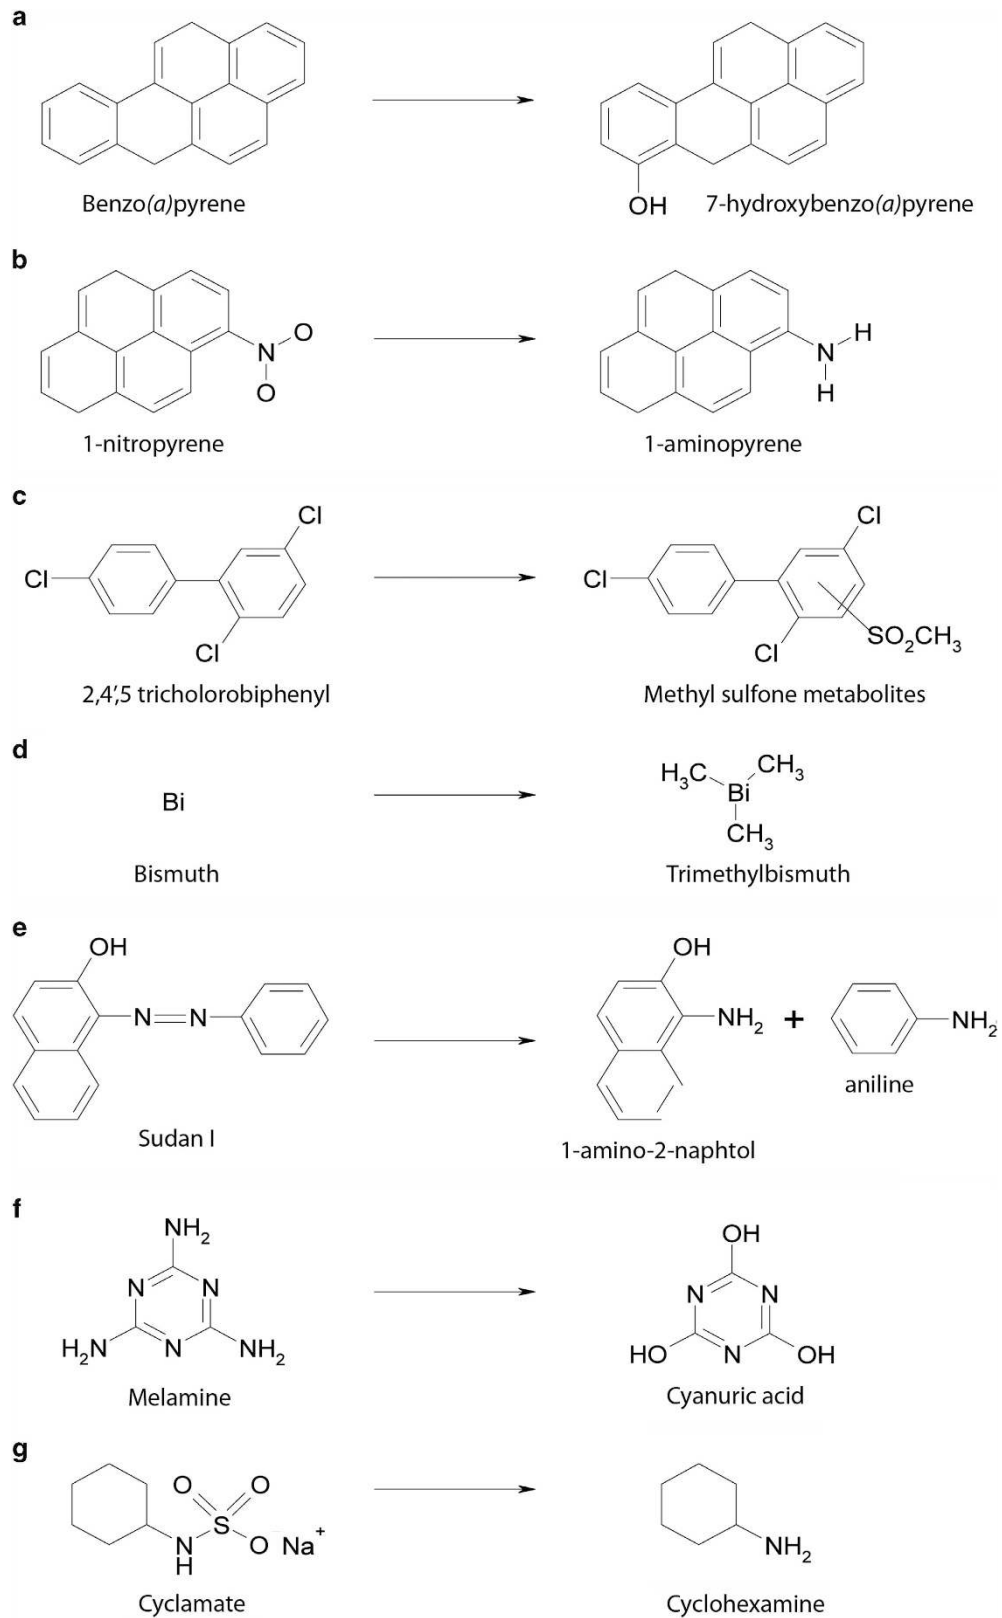 a
OH
Benzo(a)pyrene
7-hydroxybenzo(a)pyrene
b
N
O
O
N
H
H
1-nitropyrene
1-aminopyrene
c
Cl
Cl
Cl
Cl
Cl
Cl
SO2CH3
2,4',5 tricholorobiphenyl
Methyl sulfone metabolites
d
Bi
H3C
CH3
Bi
CH3
Bismuth
Trimethylbismuth
e
OH
N
N
OH
NH2
+
NH2
aniline
Sudan I
1-amino-2-naphtol
f
NH2
N
N
H2N
N
NH2
OH
N
N
HO
N
OH
Melamine
Cyanuric acid
g
O
O
S
N
H
O
Na+
NH2
Cyclamate
Cyclohexamine